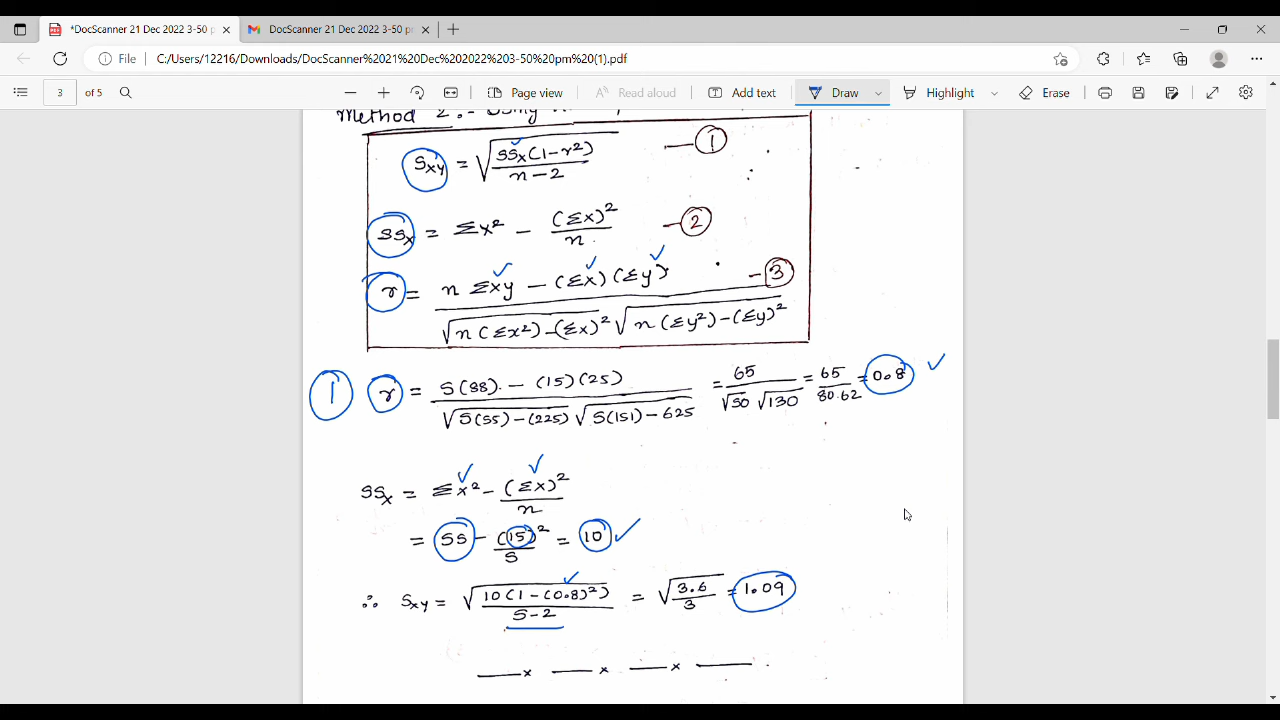 *DocScanner 21 Dec 2022 3-50 p DocScanner 21 Dec 2022 3-50 pm
File C:/Users/12216/Downloads/DocScanner%2021%20Dec%202022%203-50%20pm%20(1).pdf
3 of 5 Page view Read aloud Add text Draw Highlight Erase
Method 2 :- Using
Sxy = √(SSx(1-r²)/(n-2)) — 1
SSx = Σx² - (Σx)²/n — 2
r = (n Σxy - (Σx)(Σy)) / (√(n(Σx²)-(Σx)²) √(n(Σy²)-(Σy)²)) - 3
1 r = (5(88) - (15)(25)) / (√(5(55)-(225)) √(5(151)-625)) = 65/(√50 √130) = 65/80.62 = 0.8
SSx = Σx² - (Σx)²/n
= 55 - (15)²/5 = 10
∴ Sxy = √(10(1-(0.8)²)/(5-2)) = √(3.6/3) = 1.09